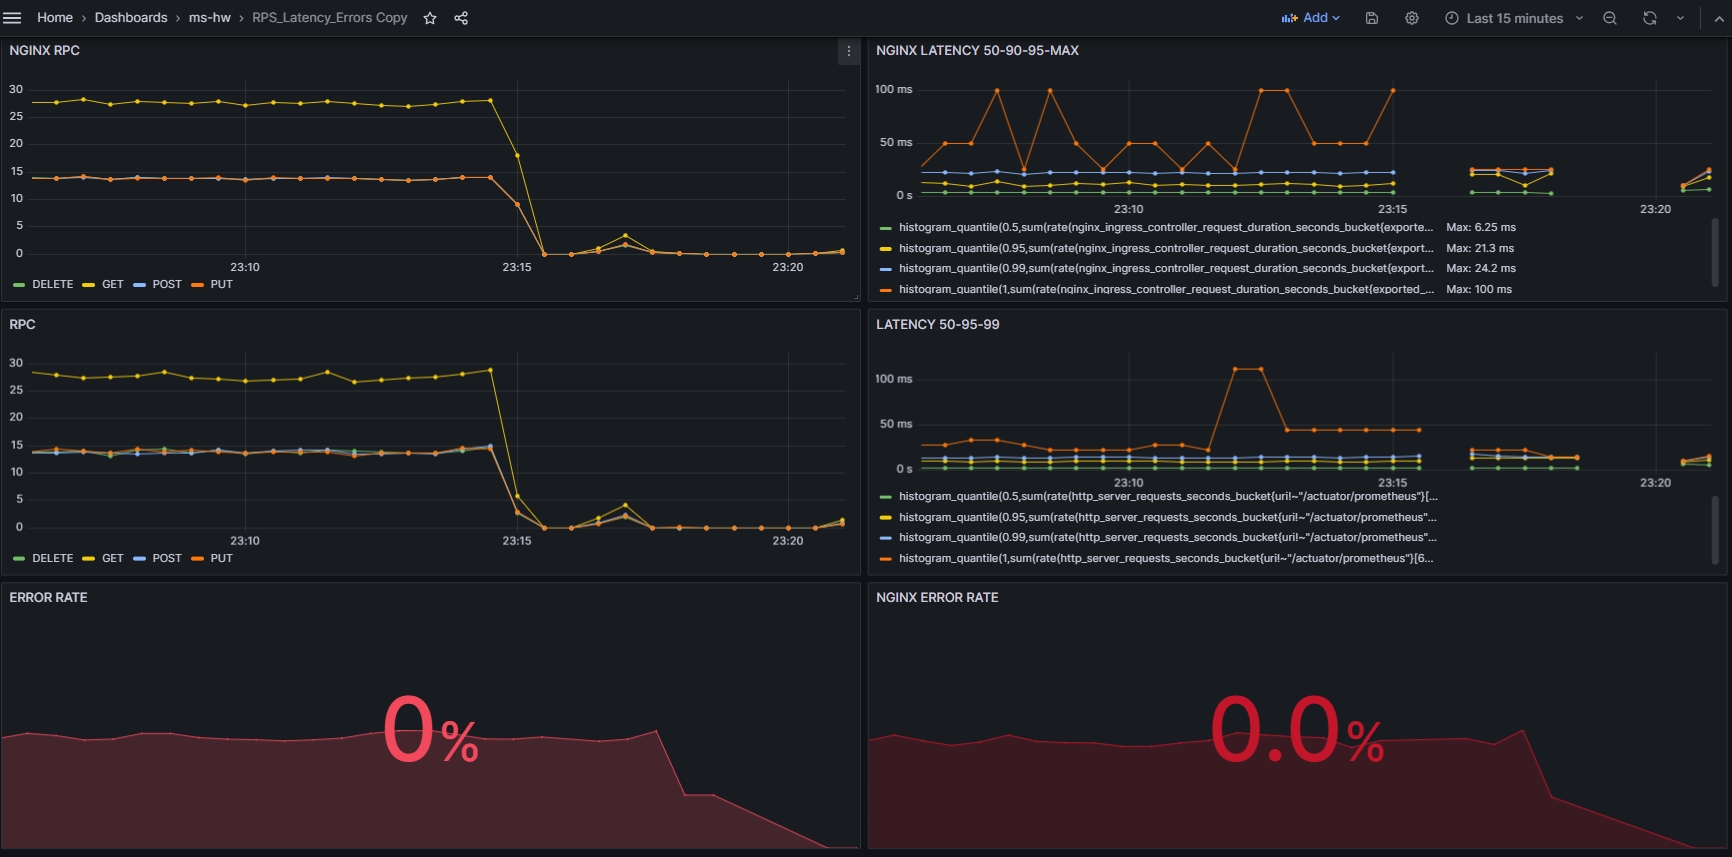 Home › Dashboards › ms-hw › RPS_Latency_Errors Copy
Add
Last 15 minutes
NGINX RPC
30
25
20
15
10
5
0
23:10 23:15 23:20
DELETE GET POST PUT
NGINX LATENCY 50-90-95-MAX
100 ms
50 ms
0 s
23:10 23:15 23:20
histogram_quantile(0.5,sum(rate(nginx_ingress_controller_request_duration_seconds_bucket{exporte... Max: 6.25 ms
histogram_quantile(0.95,sum(rate(nginx_ingress_controller_request_duration_seconds_bucket{export... Max: 21.3 ms
histogram_quantile(0.99,sum(rate(nginx_ingress_controller_request_duration_seconds_bucket{export... Max: 24.2 ms
histogram_quantile(1,sum(rate(nginx_ingress_controller_request_duration_seconds_bucket{exported_... Max: 100 ms
RPC
30
25
20
15
10
5
0
23:10 23:15 23:20
DELETE GET POST PUT
LATENCY 50-95-99
100 ms
50 ms
0 s
23:10 23:15 23:20
histogram_quantile(0.5,sum(rate(http_server_requests_seconds_bucket{uri!~"/actuator/prometheus"}[...
histogram_quantile(0.95,sum(rate(http_server_requests_seconds_bucket{uri!~"/actuator/prometheus"...
histogram_quantile(0.99,sum(rate(http_server_requests_seconds_bucket{uri!~"/actuator/prometheus"...
histogram_quantile(1,sum(rate(http_server_requests_seconds_bucket{uri!~"/actuator/prometheus"}[6...
ERROR RATE
0%
NGINX ERROR RATE
0.0%